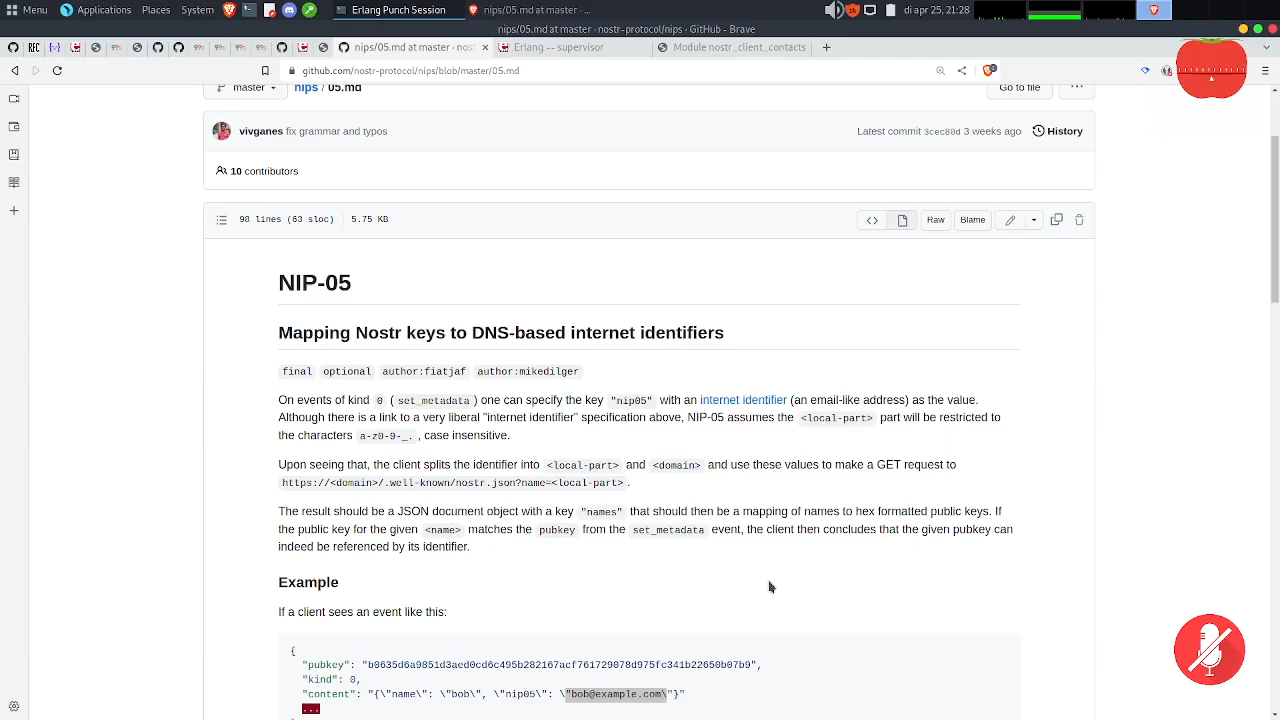 Menu Applications Places System Erlang Punch Session nips/05.md at master - ... di apr 25, 21:28
nips/05.md at master · nostr-protocol/nips · GitHub - Brave
nips/05.md at master · nost Erlang -- supervisor Module nostr_client_contacts
github.com/nostr-protocol/nips/blob/master/05.md
master nips / 05.md Go to file
vivganes fix grammar and typos Latest commit 3cec80d 3 weeks ago History
10 contributors
98 lines (63 sloc) 5.75 KB Raw Blame
NIP-05
Mapping Nostr keys to DNS-based internet identifiers
final optional author:fiatjaf author:mikedilger
On events of kind 0 ( set_metadata ) one can specify the key "nip05" with an internet identifier (an email-like address) as the value.
Although there is a link to a very liberal "internet identifier" specification above, NIP-05 assumes the <local-part> part will be restricted to
the characters a-z0-9-_. , case insensitive.
Upon seeing that, the client splits the identifier into <local-part> and <domain> and use these values to make a GET request to
https://<domain>/.well-known/nostr.json?name=<local-part> .
The result should be a JSON document object with a key "names" that should then be a mapping of names to hex formatted public keys. If
the public key for the given <name> matches the pubkey from the set_metadata event, the client then concludes that the given pubkey can
indeed be referenced by its identifier.
Example
If a client sees an event like this:
{
"pubkey": "b0635d6a9851d3aed0cd6c495b282167acf761729078d975fc341b22650b07b9",
"kind": 0,
"content": "{\"name\": \"bob\", \"nip05\": \"bob@example.com\"}"
...